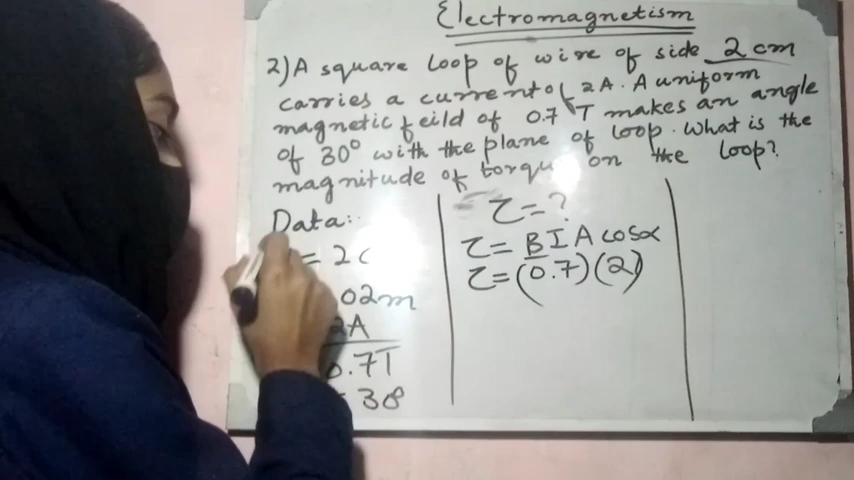 Electromagnetism
2) A square loop of wire of side 2 cm
carries a current of 2A. A uniform
magnetic feild of 0.7 T makes an angle
of 30° with the plane of loop. What is the
magnitude of torque on the loop?
Data:
= 2c
02m
2A
0.7T
= 30°
τ = ?
τ = BIA cosα
τ = (0.7)(2)